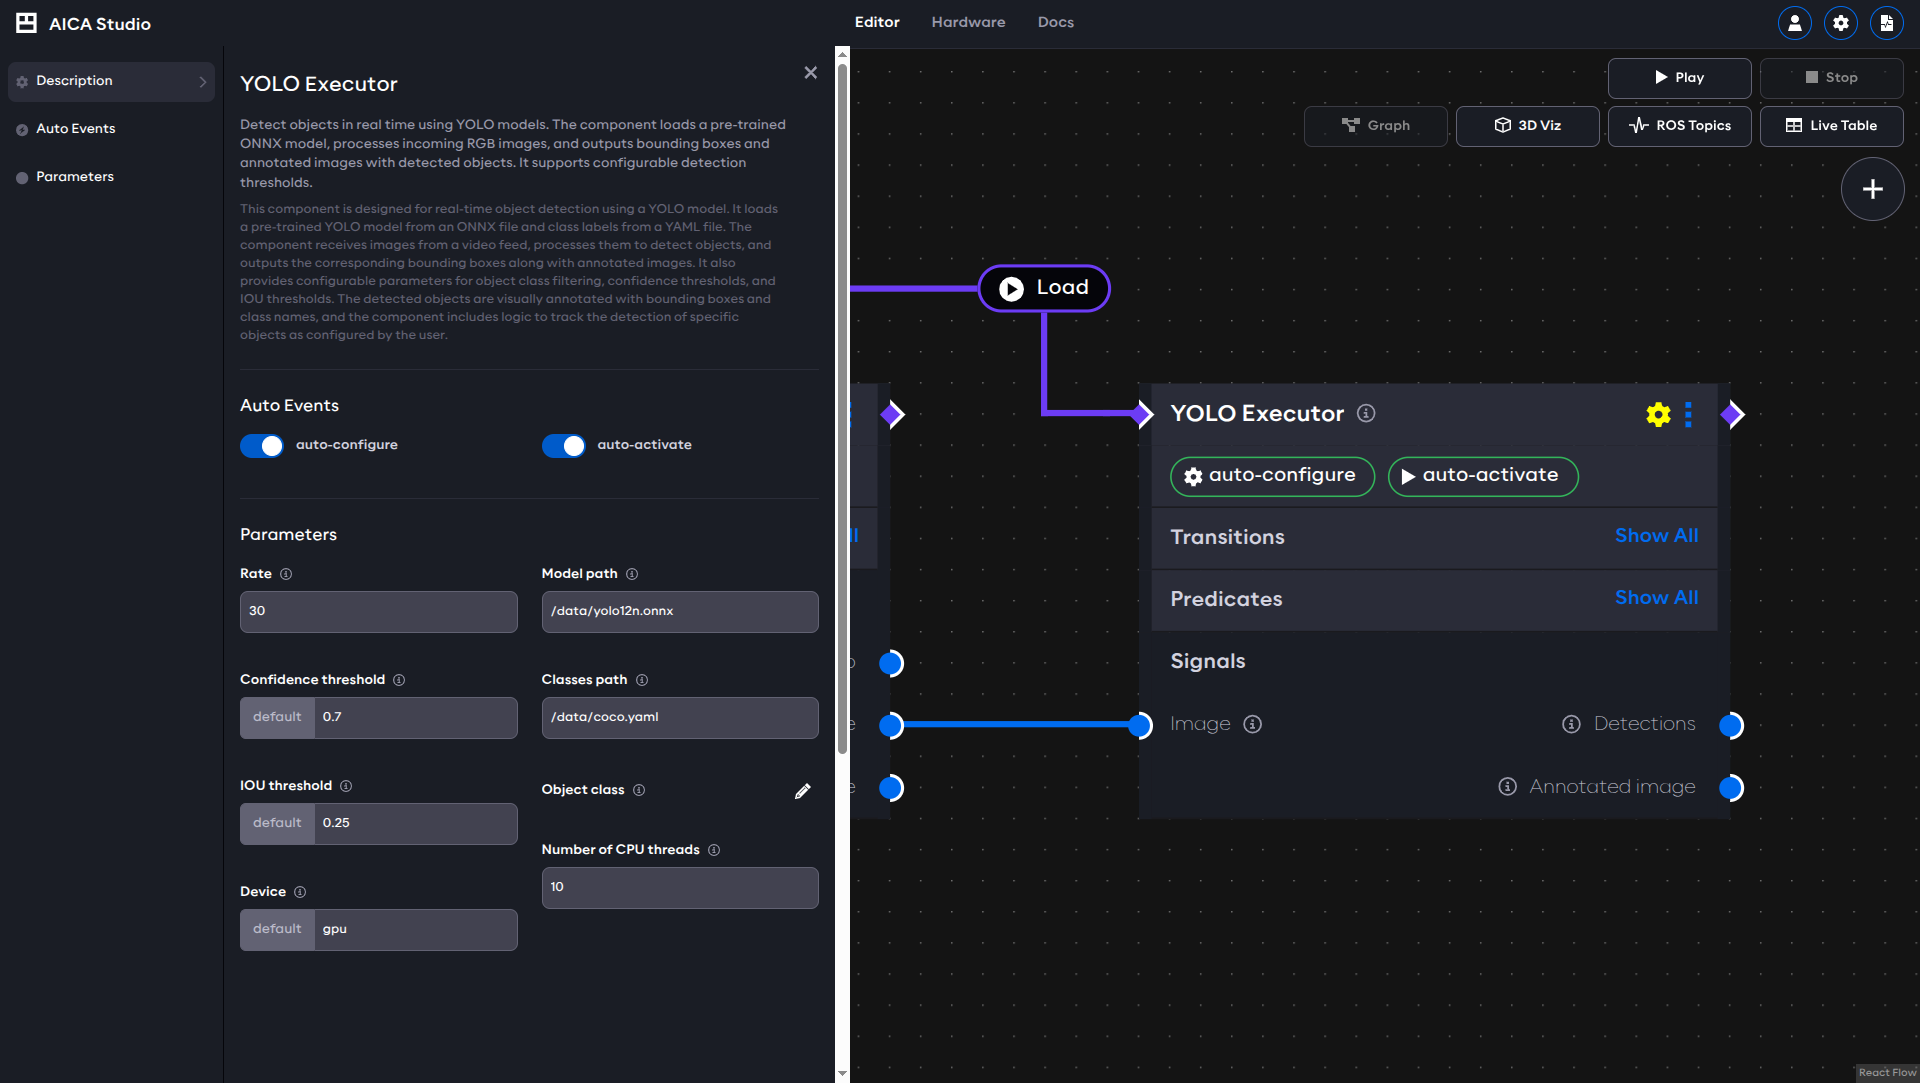 AICA Studio
Editor
Hardware
Docs
Description
Auto Events
Parameters
YOLO Executor
Detect objects in real time using YOLO models. The component loads a pre-trained
ONNX model, processes incoming RGB images, and outputs bounding boxes and
annotated images with detected objects. It supports configurable detection
thresholds.
This component is designed for real-time object detection using a YOLO model. It loads
a pre-trained YOLO model from an ONNX file and class labels from a YAML file. The
component receives images from a video feed, processes them to detect objects, and
outputs the corresponding bounding boxes along with annotated images. It also
provides configurable parameters for object class filtering, confidence thresholds, and
IOU thresholds. The detected objects are visually annotated with bounding boxes and
class names, and the component includes logic to track the detection of specific
objects as configured by the user.
Auto Events
auto-configure
auto-activate
Parameters
Rate
30
Model path
/data/yolo12n.onnx
Confidence threshold
default 0.7
Classes path
/data/coco.yaml
IOU threshold
default 0.25
Object class
Number of CPU threads
10
Device
default gpu
Play
Stop
Graph
3D Viz
ROS Topics
Live Table
Load
YOLO Executor
auto-configure
auto-activate
Transitions
Show All
Predicates
Show All
Signals
Image
Detections
Annotated image
React Flow